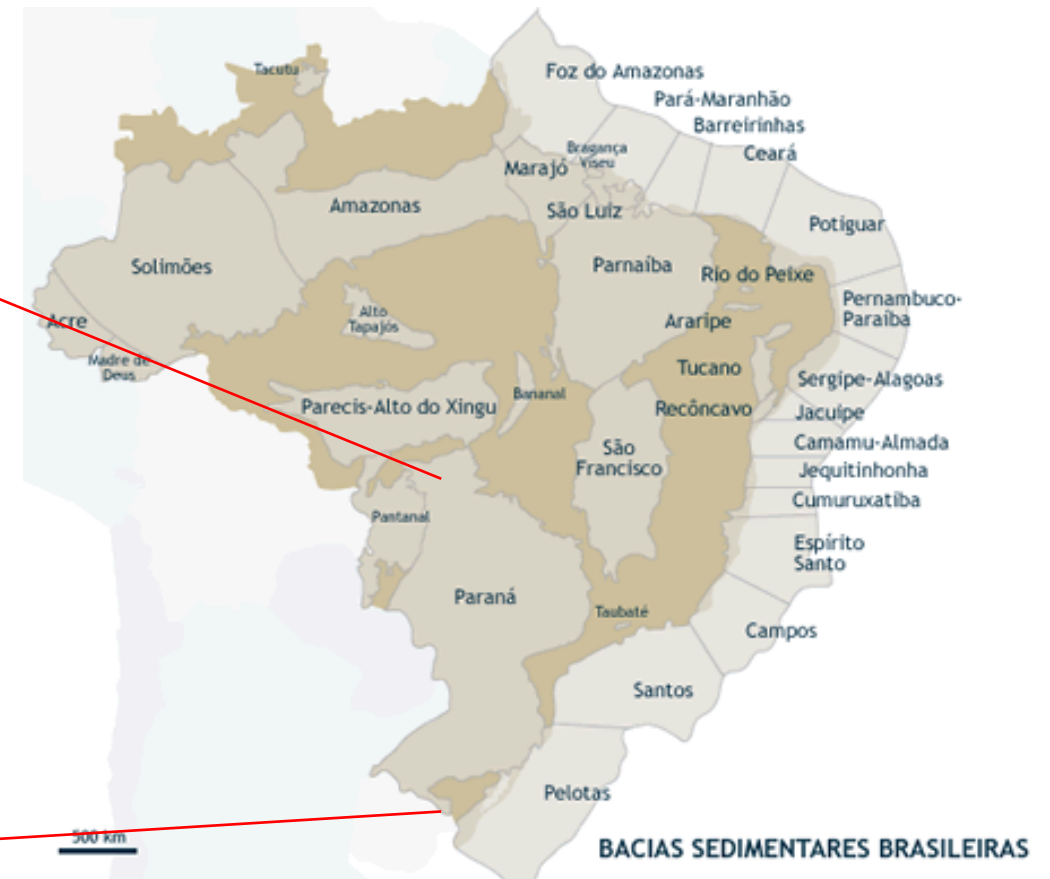 Tacutu
Foz do Amazonas
Pará-Maranhão
Barreirinhas
Ceará
Bragança
Viseu
Marajó
São Luiz
Amazonas
Potiguar
Solimões
Parnaíba
Rio do Peixe
Pernambuco-
Paraíba
Alto
Tapajós
Acre
Araripe
Madre de
Deus
Tucano
Sergipe-Alagoas
Bananal
Parecis-Alto do Xingu
Recôncavo
Jacuípe
São
Francisco
Camamu-Almada
Jequitinhonha
Cumuruxatiba
Pantanal
Espírito
Santo
Paraná
Taubaté
Campos
Santos
Pelotas
500 km
BACIAS SEDIMENTARES BRASILEIRAS